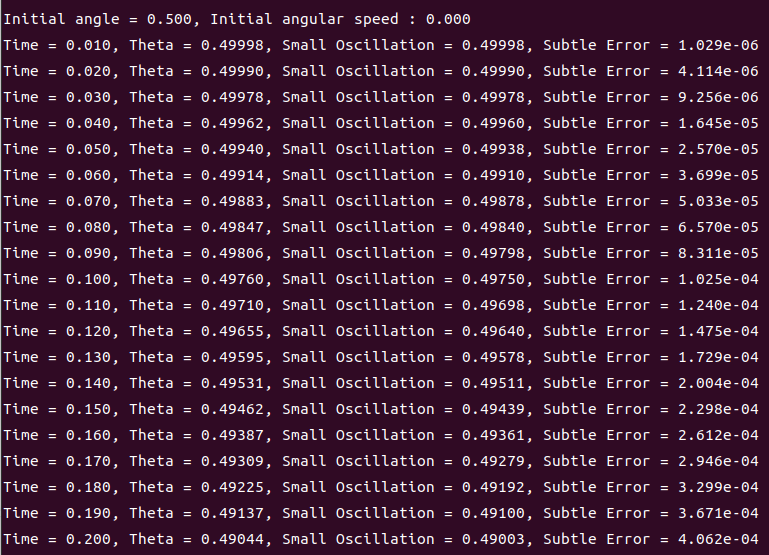 Initial angle = 0.500, Initial angular speed : 0.000
Time = 0.010, Theta = 0.49998, Small Oscillation = 0.49998, Subtle Error = 1.029e-06
Time = 0.020, Theta = 0.49990, Small Oscillation = 0.49990, Subtle Error = 4.114e-06
Time = 0.030, Theta = 0.49978, Small Oscillation = 0.49978, Subtle Error = 9.256e-06
Time = 0.040, Theta = 0.49962, Small Oscillation = 0.49960, Subtle Error = 1.645e-05
Time = 0.050, Theta = 0.49940, Small Oscillation = 0.49938, Subtle Error = 2.570e-05
Time = 0.060, Theta = 0.49914, Small Oscillation = 0.49910, Subtle Error = 3.699e-05
Time = 0.070, Theta = 0.49883, Small Oscillation = 0.49878, Subtle Error = 5.033e-05
Time = 0.080, Theta = 0.49847, Small Oscillation = 0.49840, Subtle Error = 6.570e-05
Time = 0.090, Theta = 0.49806, Small Oscillation = 0.49798, Subtle Error = 8.311e-05
Time = 0.100, Theta = 0.49760, Small Oscillation = 0.49750, Subtle Error = 1.025e-04
Time = 0.110, Theta = 0.49710, Small Oscillation = 0.49698, Subtle Error = 1.240e-04
Time = 0.120, Theta = 0.49655, Small Oscillation = 0.49640, Subtle Error = 1.475e-04
Time = 0.130, Theta = 0.49595, Small Oscillation = 0.49578, Subtle Error = 1.729e-04
Time = 0.140, Theta = 0.49531, Small Oscillation = 0.49511, Subtle Error = 2.004e-04
Time = 0.150, Theta = 0.49462, Small Oscillation = 0.49439, Subtle Error = 2.298e-04
Time = 0.160, Theta = 0.49387, Small Oscillation = 0.49361, Subtle Error = 2.612e-04
Time = 0.170, Theta = 0.49309, Small Oscillation = 0.49279, Subtle Error = 2.946e-04
Time = 0.180, Theta = 0.49225, Small Oscillation = 0.49192, Subtle Error = 3.299e-04
Time = 0.190, Theta = 0.49137, Small Oscillation = 0.49100, Subtle Error = 3.671e-04
Time = 0.200, Theta = 0.49044, Small Oscillation = 0.49003, Subtle Error = 4.062e-04